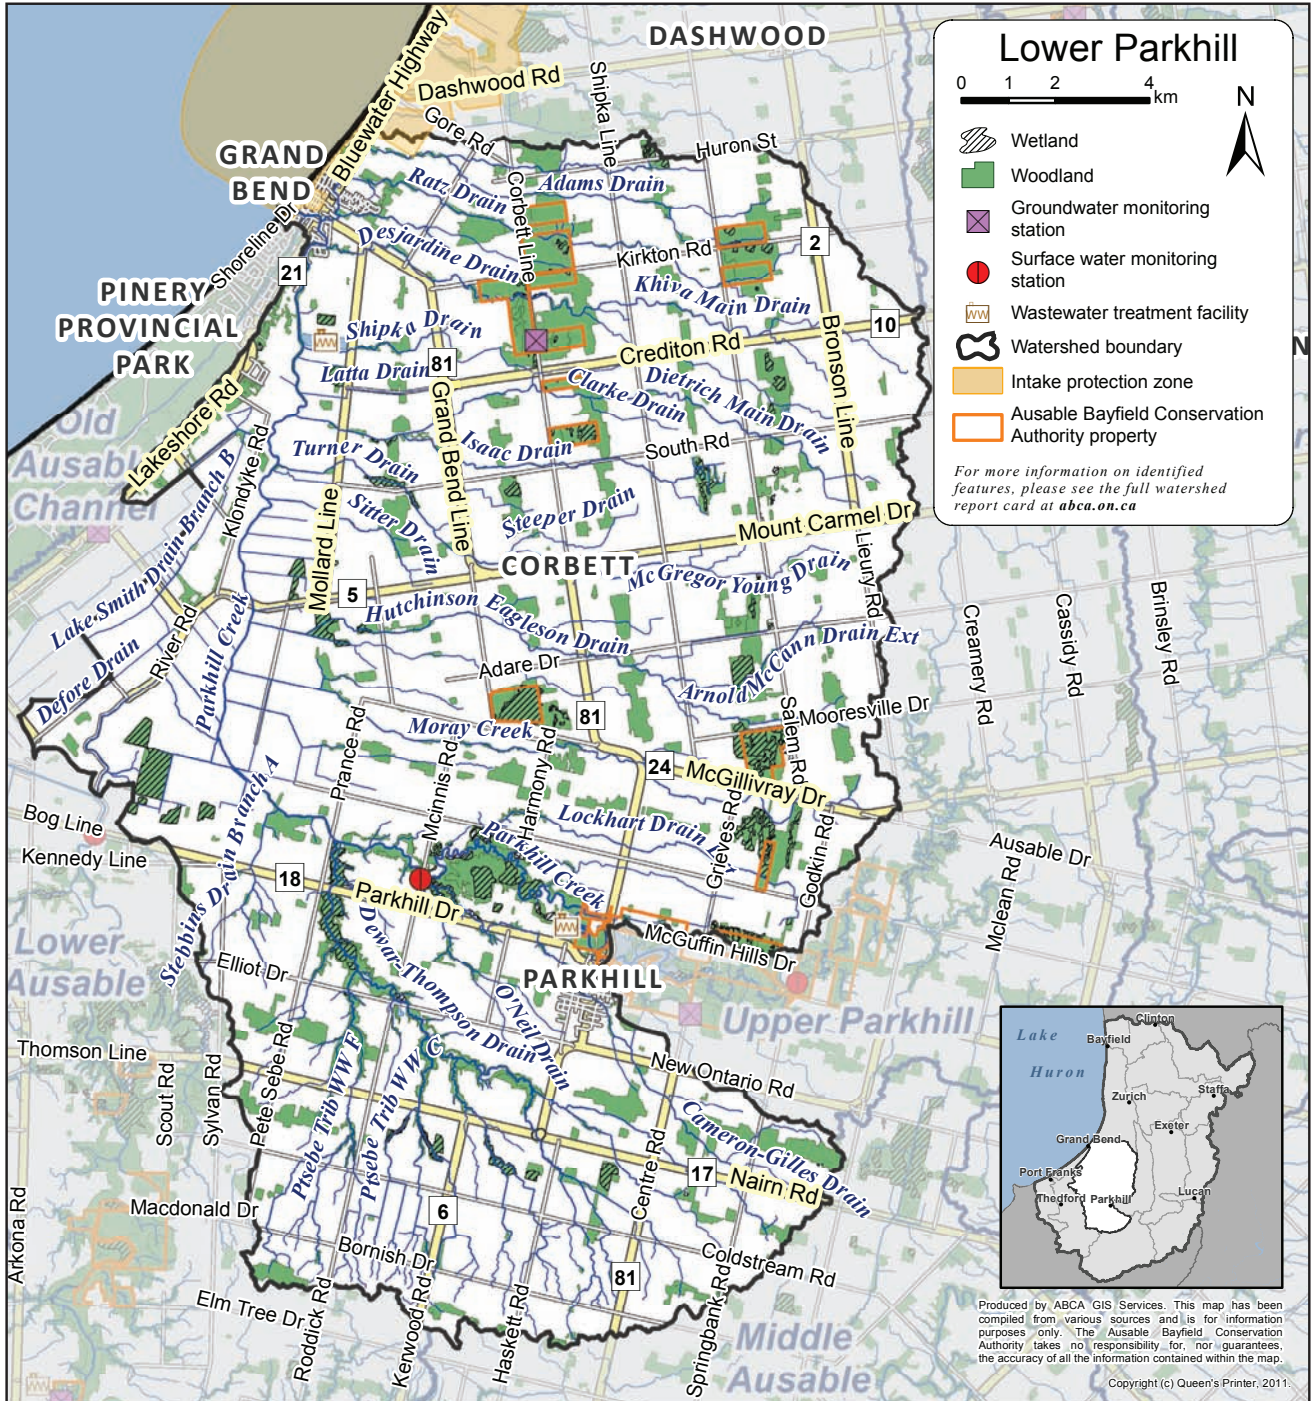 DASHWOOD
Bluewater Highway
Dashwood Rd
Shipka Line
Gore Rd
Huron St
GRAND
BEND
Ratz Drain
Adams Drain
Corbett Line
Shoreline Dr
Desjardine Drain
Kirkton Rd
2
21
Khiva Main Drain
PINERY
PROVINCIAL
PARK
Shipka Drain
10
Bronson Line
Crediton Rd
81
Latta Drain
Grand Bend Line
Clarke Drain
Dietrich Main Drain
Lakeshore Rd
Old
Ausable
Channel
Klondyke Rd
Turner Drain
Isaac Drain
South Rd
Lake Smith Drain Branch B
Mollard Line
Sitter Drain
Steeper Drain
Mount Carmel Dr
CORBETT
McGregor Young Drain
Lieury Rd
5
Hutchinson Eagleson Drain
River Rd
Parkhill Creek
Defore Drain
Adare Dr
Arnold McCann Drain Ext
Creamery Rd
Cassidy Rd
Brinsley Rd
Salem Rd
Mooresville Dr
Prance Rd
Moray Creek
81
Mcinnis Rd
Harmony Rd
24
McGillivray Dr
Bog Line
Kennedy Line
Stebbins Drain Branch A
Lockhart Drain Ext
Grieves Rd
Godkin Rd
Ausable Dr
Mclean Rd
Parkhill Creek
18
Parkhill Dr
Lower
Ausable
Dewar-Thompson Drain
McGuffin Hills Dr
Elliot Dr
PARKHILL
O'Neil Drain
Upper Parkhill
Thomson Line
Scout Rd
Sylvan Rd
Pete Sebe Rd
Ptsebe Trib WW F
Ptsebe Trib WW C
New Ontario Rd
Cameron-Gilles Drain
Centre Rd
17
Nairn Rd
Arkona Rd
Macdonald Dr
6
Bornish Dr
Coldstream Rd
81
Elm Tree Dr
Roddick Rd
Kerwood Rd
Haskett Rd
Springbank Rd
Middle
Ausable
Lower Parkhill
0 1 2 4
km
N
Wetland
Woodland
Groundwater monitoring
station
Surface water monitoring
station
Wastewater treatment facility
Watershed boundary
Intake protection zone
Ausable Bayfield Conservation
Authority property
For more information on identified
features, please see the full watershed
report card at abca.on.ca
N
Lake
Huron
Clinton
Bayfield
Zurich
Staffa
Exeter
Grand Bend
Port Franks
Thedford
Parkhill
Lucan
Produced by ABCA GIS Services. This map has been
compiled from various sources and is for information
purposes only. The Ausable Bayfield Conservation
Authority takes no responsibility for, nor guarantees,
the accuracy of all the information contained within the map.
Copyright (c) Queen's Printer, 2011.